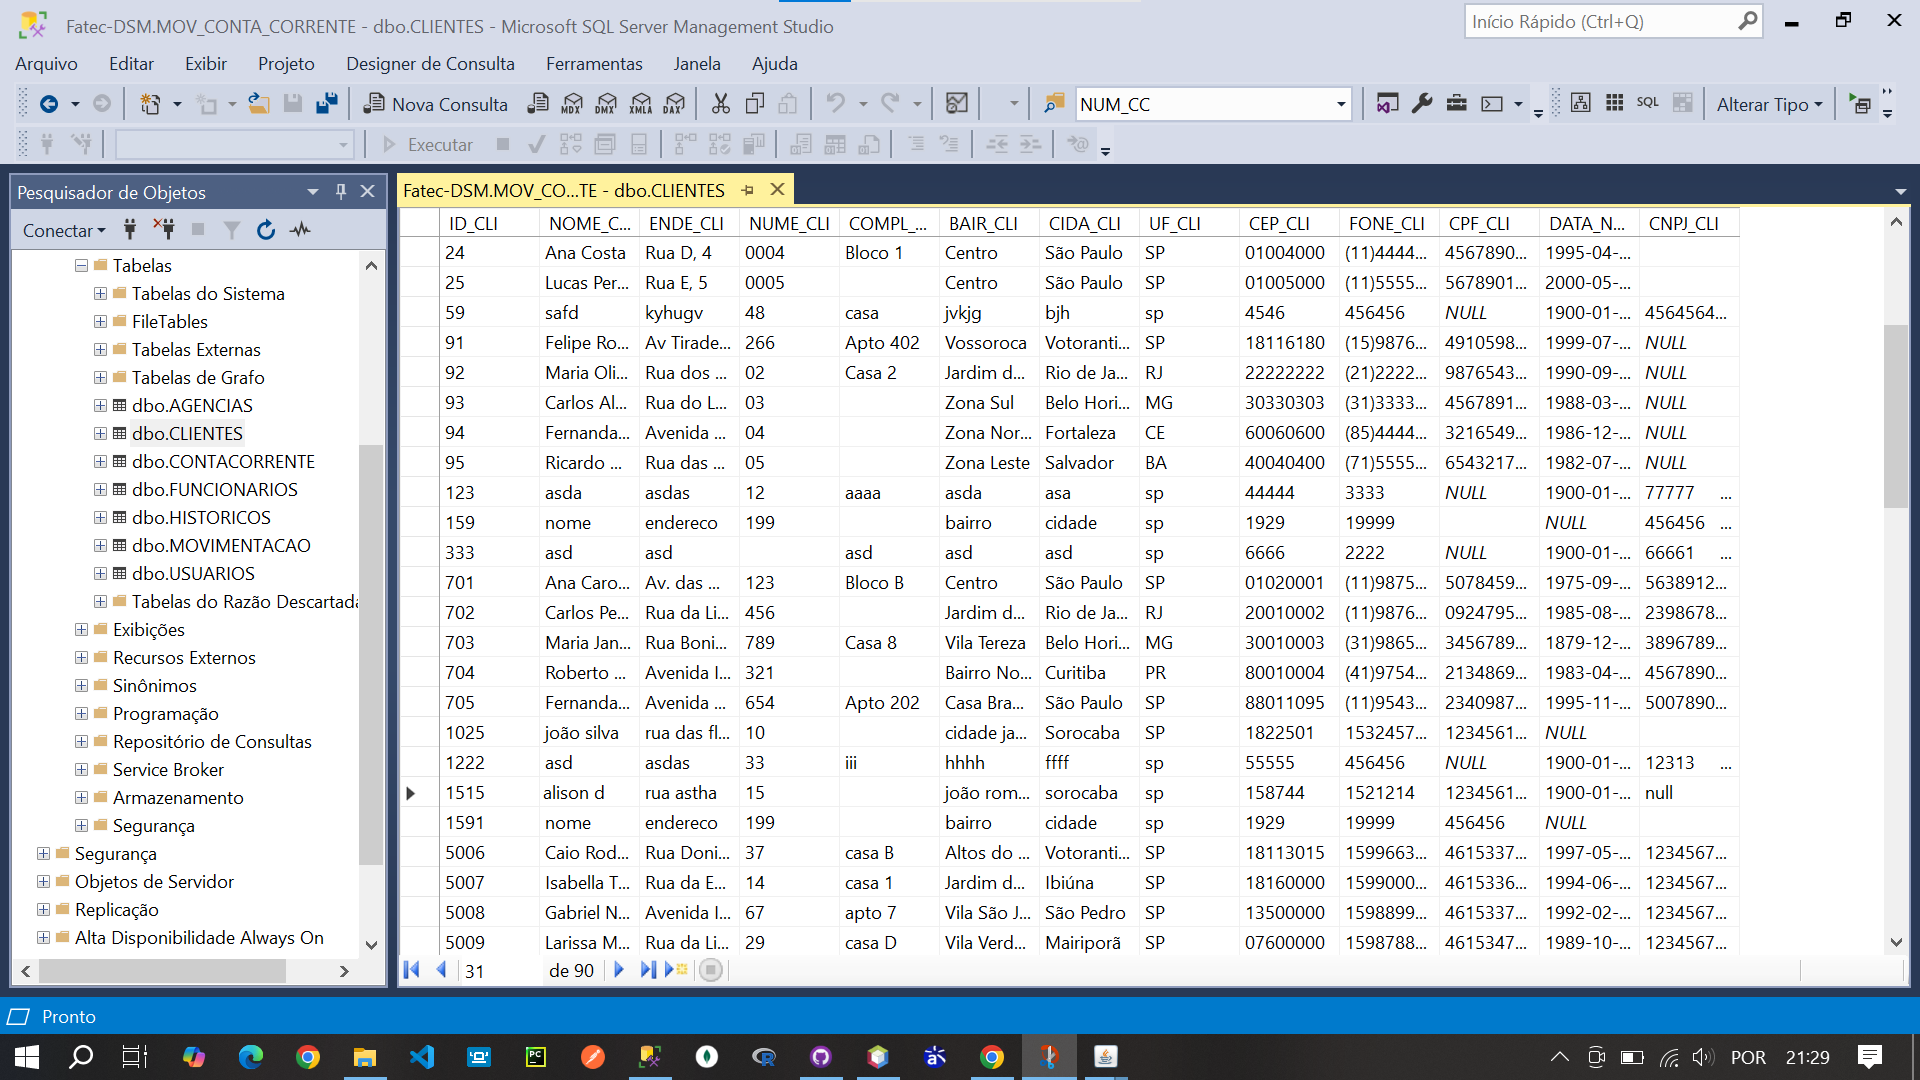 Fatec-DSM.MOV_CONTA_CORRENTE - dbo.CLIENTES - Microsoft SQL Server Management Studio
Início Rápido (Ctrl+Q)
Arquivo Editar Exibir Projeto Designer de Consulta Ferramentas Janela Ajuda
Nova Consulta MDX DMX XMLA DAX NUM_CC SQL Alterar Tipo
Executar
Pesquisador de Objetos
Conectar
Tabelas
Tabelas do Sistema
FileTables
Tabelas Externas
Tabelas de Grafo
dbo.AGENCIAS
dbo.CLIENTES
dbo.CONTACORRENTE
dbo.FUNCIONARIOS
dbo.HISTORICOS
dbo.MOVIMENTACAO
dbo.USUARIOS
Tabelas do Razão Descartada
Exibições
Recursos Externos
Sinônimos
Programação
Repositório de Consultas
Service Broker
Armazenamento
Segurança
Segurança
Objetos de Servidor
Replicação
Alta Disponibilidade Always On
Fatec-DSM.MOV_CO...TE - dbo.CLIENTES
ID_CLI NOME_C... ENDE_CLI NUME_CLI COMPL_... BAIR_CLI CIDA_CLI UF_CLI CEP_CLI FONE_CLI CPF_CLI DATA_N... CNPJ_CLI
24 Ana Costa Rua D, 4 0004 Bloco 1 Centro São Paulo SP 01004000 (11)4444... 4567890... 1995-04-...
25 Lucas Per... Rua E, 5 0005 Centro São Paulo SP 01005000 (11)5555... 5678901... 2000-05-...
59 safd kyhugv 48 casa jvkjg bjh sp 4546 456456 NULL 1900-01-... 4564564...
91 Felipe Ro... Av Tirade... 266 Apto 402 Vossoroca Votoranti... SP 18116180 (15)9876... 4910598... 1999-07-... NULL
92 Maria Oli... Rua dos ... 02 Casa 2 Jardim d... Rio de Ja... RJ 22222222 (21)2222... 9876543... 1990-09-... NULL
93 Carlos Al... Rua do L... 03 Zona Sul Belo Hori... MG 30330303 (31)3333... 4567891... 1988-03-... NULL
94 Fernanda... Avenida ... 04 Zona Nor... Fortaleza CE 60060600 (85)4444... 3216549... 1986-12-... NULL
95 Ricardo ... Rua das ... 05 Zona Leste Salvador BA 40040400 (71)5555... 6543217... 1982-07-... NULL
123 asda asdas 12 aaaa asda asa sp 44444 3333 NULL 1900-01-... 77777 ...
159 nome endereco 199 bairro cidade sp 1929 19999 NULL 456456 ...
333 asd asd asd asd asd sp 6666 2222 NULL 1900-01-... 66661 ...
701 Ana Caro... Av. das ... 123 Bloco B Centro São Paulo SP 01020001 (11)9875... 5078459... 1975-09-... 5638912...
702 Carlos Pe... Rua da Li... 456 Jardim d... Rio de Ja... RJ 20010002 (11)9876... 0924795... 1985-08-... 2398678...
703 Maria Jan... Rua Boni... 789 Casa 8 Vila Tereza Belo Hori... MG 30010003 (31)9865... 3456789... 1879-12-... 3896789...
704 Roberto ... Avenida I... 321 Bairro No... Curitiba PR 80010004 (41)9754... 2134869... 1983-04-... 4567890...
705 Fernanda... Avenida ... 654 Apto 202 Casa Bra... São Paulo SP 88011095 (11)9543... 2340987... 1995-11-... 5007890...
1025 joão silva rua das fl... 10 cidade ja... Sorocaba SP 1822501 1532457... 1234561... NULL
1222 asd asdas 33 iii hhhh ffff sp 55555 456456 NULL 1900-01-... 12313 ...
1515 alison d rua astha 15 joão rom... sorocaba sp 158744 1521214 1234561... 1900-01-... null
1591 nome endereco 199 bairro cidade sp 1929 19999 456456 NULL
5006 Caio Rod... Rua Doni... 37 casa B Altos do ... Votoranti... SP 18113015 1599663... 4615337... 1997-05-... 1234567...
5007 Isabella T... Rua da E... 14 casa 1 Jardim d... Ibiúna SP 18160000 1599000... 4615336... 1994-06-... 1234567...
5008 Gabriel N... Avenida I... 67 apto 7 Vila São J... São Pedro SP 13500000 1598899... 4615337... 1992-02-... 1234567...
5009 Larissa M... Rua da Li... 29 casa D Vila Verd... Mairiporã SP 07600000 1598788... 4615347... 1989-10-... 1234567...
31 de 90
Pronto
POR 21:29